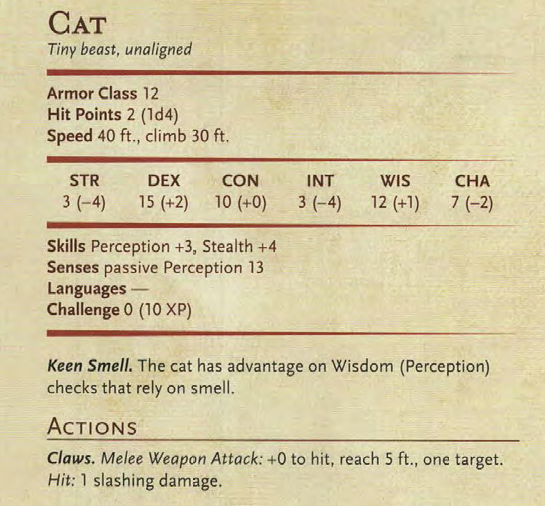 CAT
Tiny beast, unaligned
Armor Class 12
Hit Points 2 (1d4)
Speed 40 ft., climb 30 ft.
STR DEX CON INT WIS CHA
3 (–4) 15 (+2) 10 (+0) 3 (–4) 12 (+1) 7 (–2)
Skills Perception +3, Stealth +4
Senses passive Perception 13
Languages —
Challenge 0 (10 XP)
Keen Smell. The cat has advantage on Wisdom (Perception)
checks that rely on smell.
ACTIONS
Claws. Melee Weapon Attack: +0 to hit, reach 5 ft., one target.
Hit: 1 slashing damage.